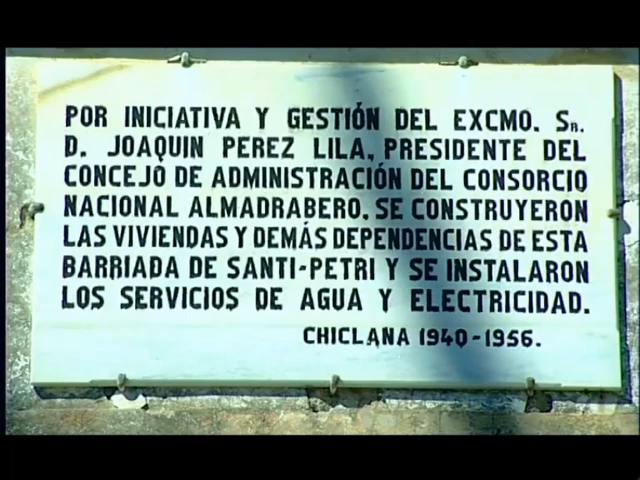 POR INICIATIVA Y GESTIÓN DEL EXCMO. Sr.
D. JOAQUIN PEREZ LILA, PRESIDENTE DEL
CONCEJO DE ADMINISTRACIÓN DEL CONSORCIO
NACIONAL ALMADRABERO. SE CONSTRUYERON
LAS VIVIENDAS Y DEMÁS DEPENDENCIAS DE ESTA
BARRIADA DE SANTI-PETRI Y SE INSTALARON
LOS SERVICIOS DE AGUA Y ELECTRICIDAD.
CHICLANA 1940-1956.